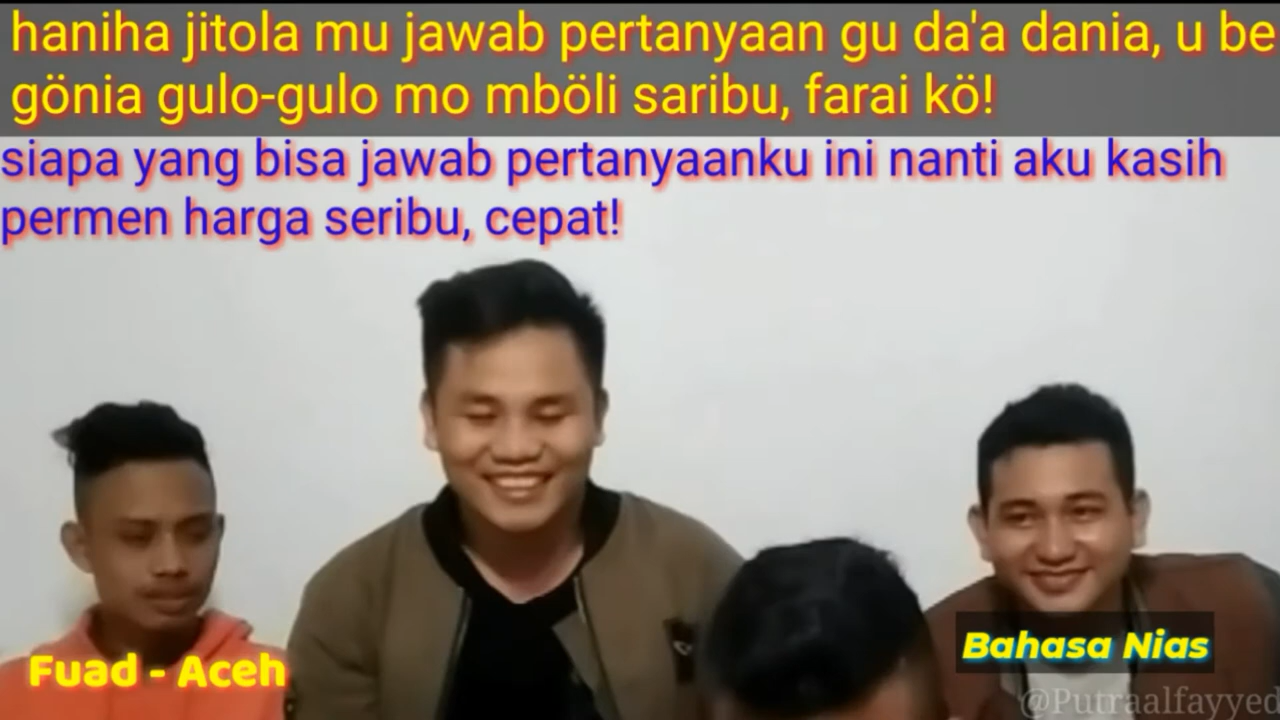 haniha jitola mu jawab pertanyaan gu da'a dania, u be
gönia gulo-gulo mo mböli saribu, farai kö!
siapa yang bisa jawab pertanyaanku ini nanti aku kasih
permen harga seribu, cepat!
Bahasa Nias
Fuad - Aceh
@Putraalfayyed